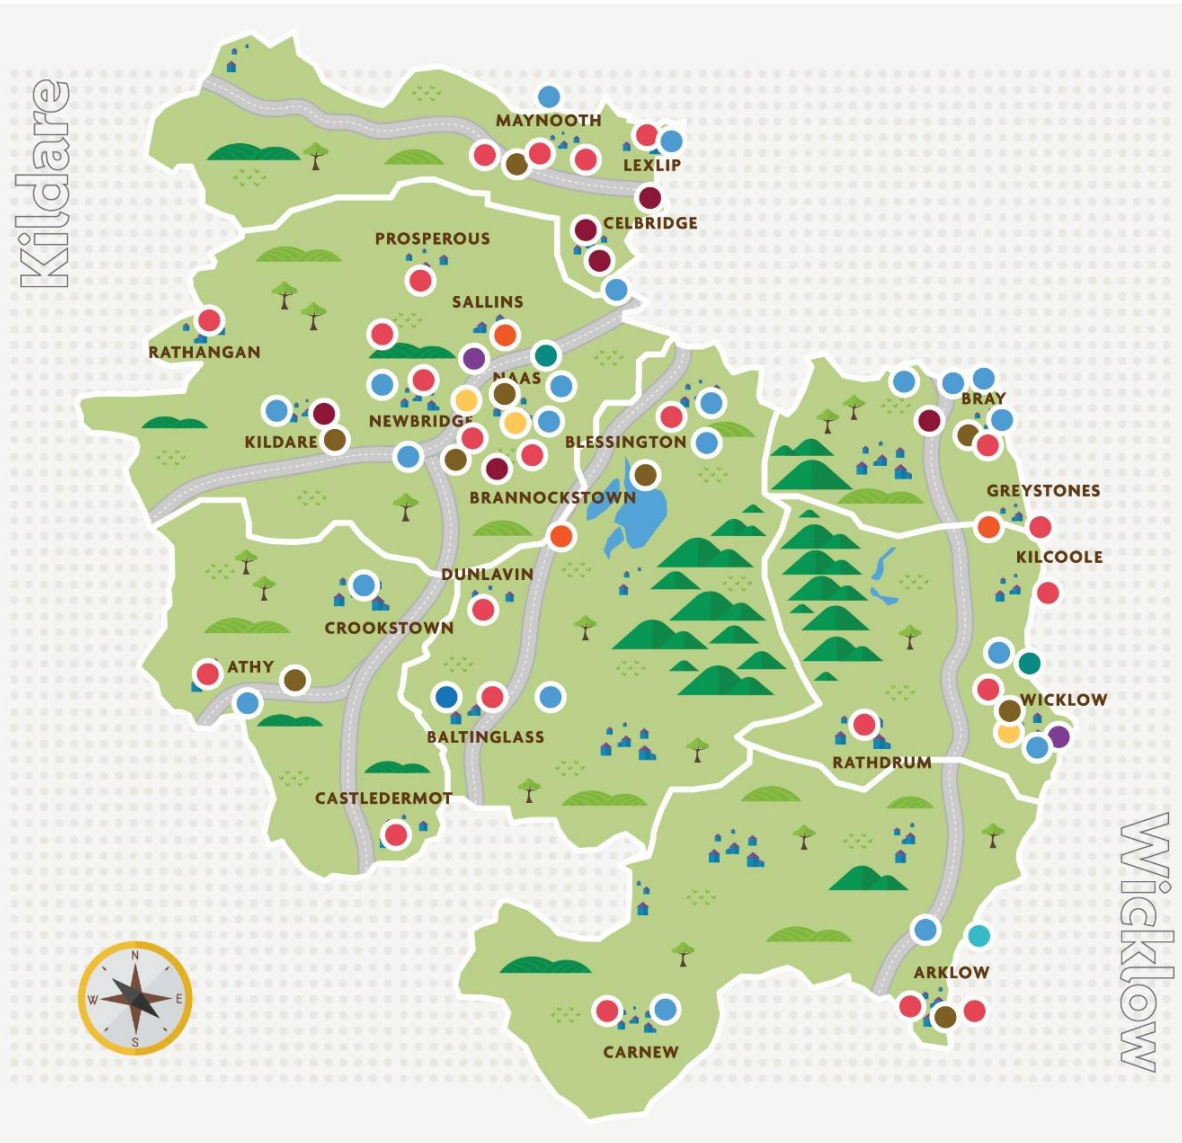 Kildare
MAYNOOTH
LEXLIP
CELBRIDGE
PROSPEROUS
SALLINS
RATHANGAN
NAAS
BRAY
NEWBRIDGE
KILDARE
BLESSINGTON
BRANNOCKSTOWN
GREYSTONES
KILCOOLE
DUNLAVIN
CROOKSTOWN
ATHY
WICKLOW
BALTINGLASS
RATHDRUM
CASTLEDERMOT
Wicklow
N
W E
S
ARKLOW
CARNEW